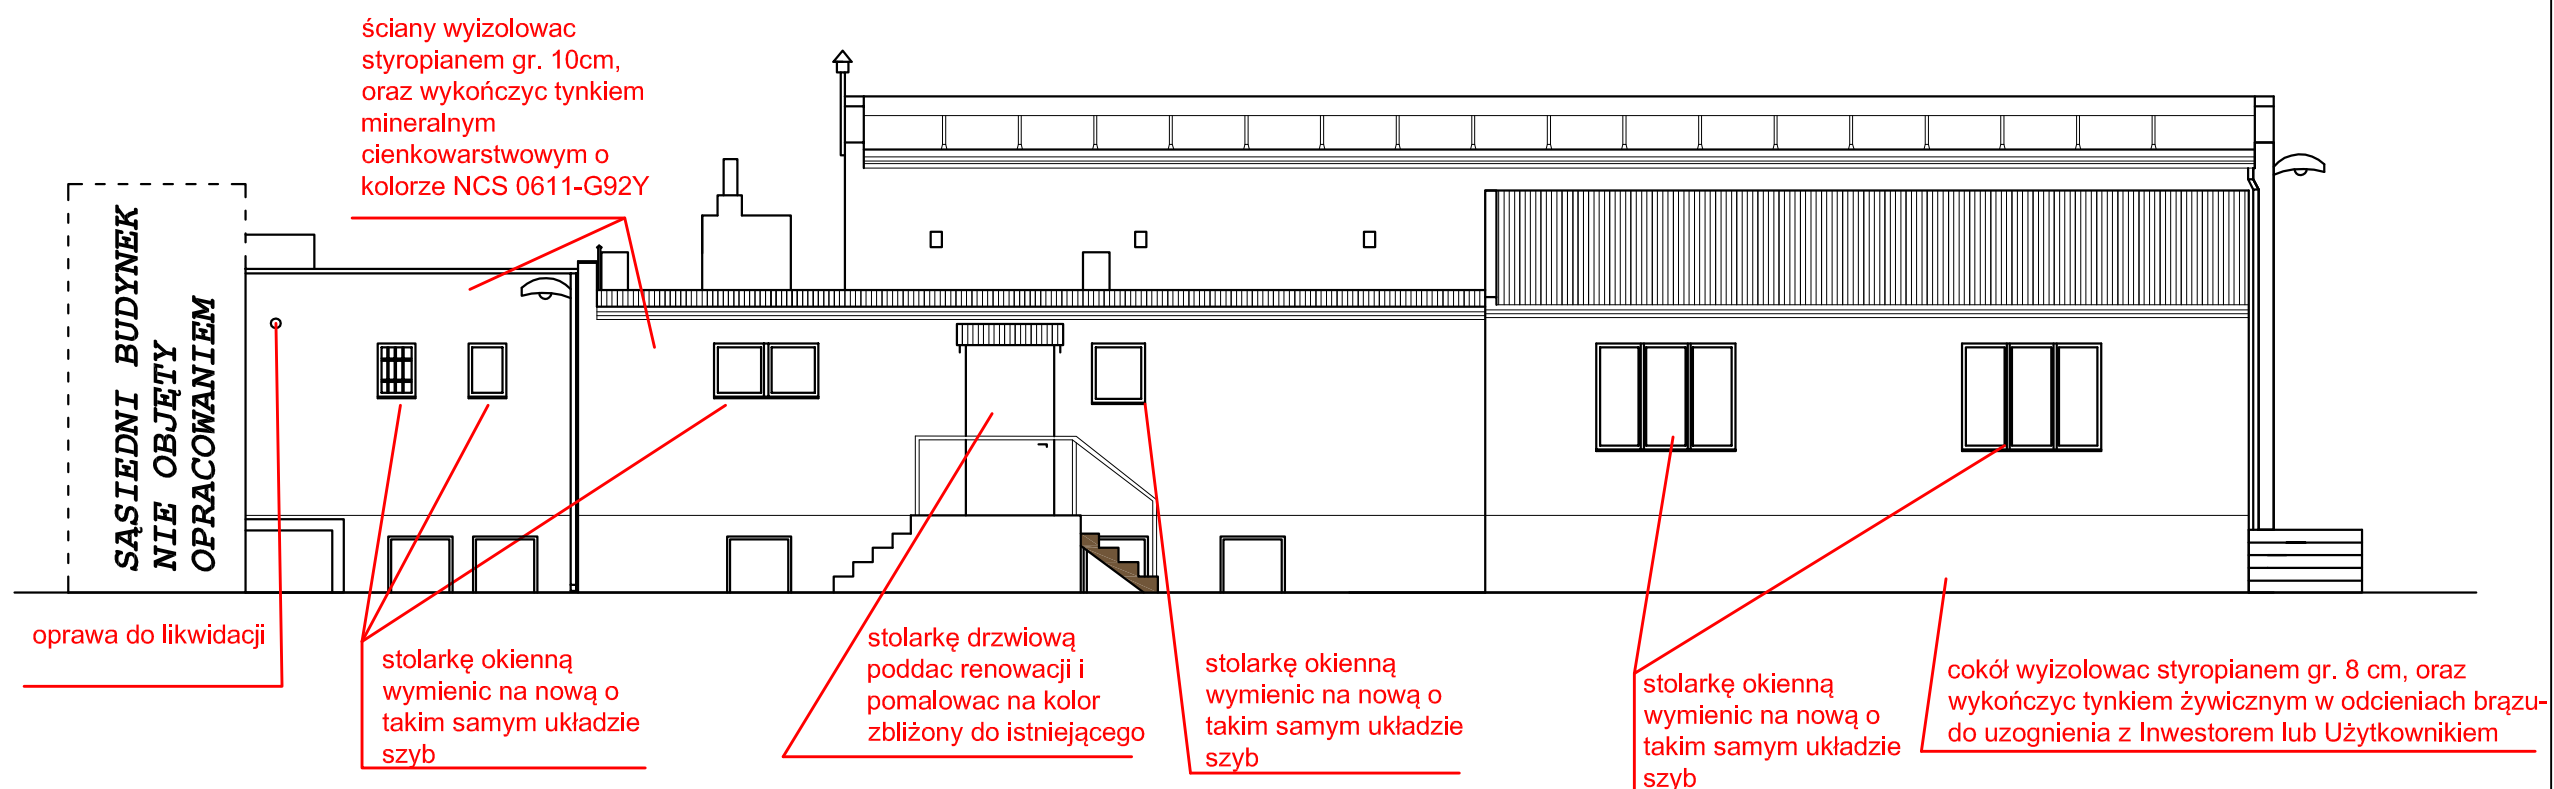 ściany wyizolowac
styropianem gr. 10cm,
oraz wykończyc tynkiem
mineralnym
cienkowarstwowym o
kolorze NCS 0611-G92Y
SĄSIEDNI BUDYNEK
NIE OBJĘTY
OPRACOWANIEM
oprawa do likwidacji
stolarkę okienną
wymienic na nową o
takim samym układzie
szyb
stolarkę drzwiową
poddac renowacji i
pomalowac na kolor
zbliżony do istniejącego
stolarkę okienną
wymienic na nową o
takim samym układzie
szyb
stolarkę okienną
wymienic na nową o
takim samym układzie
szyb
cokół wyizolowac styropianem gr. 8 cm, oraz
wykończyc tynkiem żywicznym w odcieniach brązu-
do uzognienia z Inwestorem lub Użytkownikiem